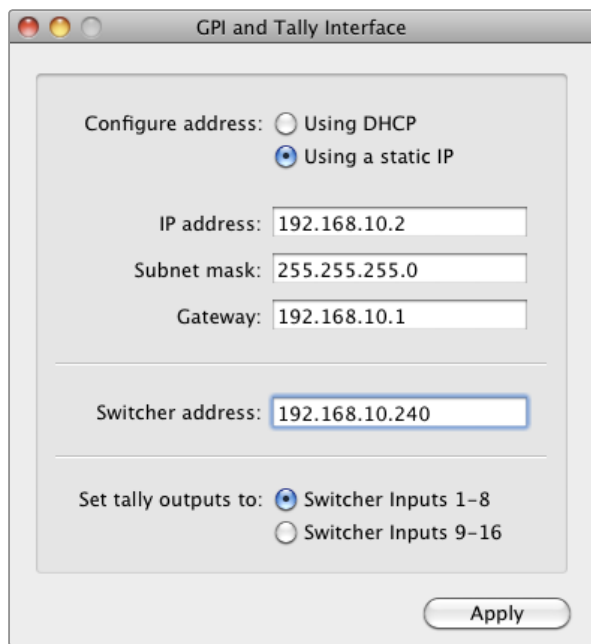 GPI and Tally Interface
Configure address: Using DHCP
Using a static IP
IP address: 192.168.10.2
Subnet mask: 255.255.255.0
Gateway: 192.168.10.1
Switcher address: 192.168.10.240
Set tally outputs to: Switcher Inputs 1–8
Switcher Inputs 9–16
Apply